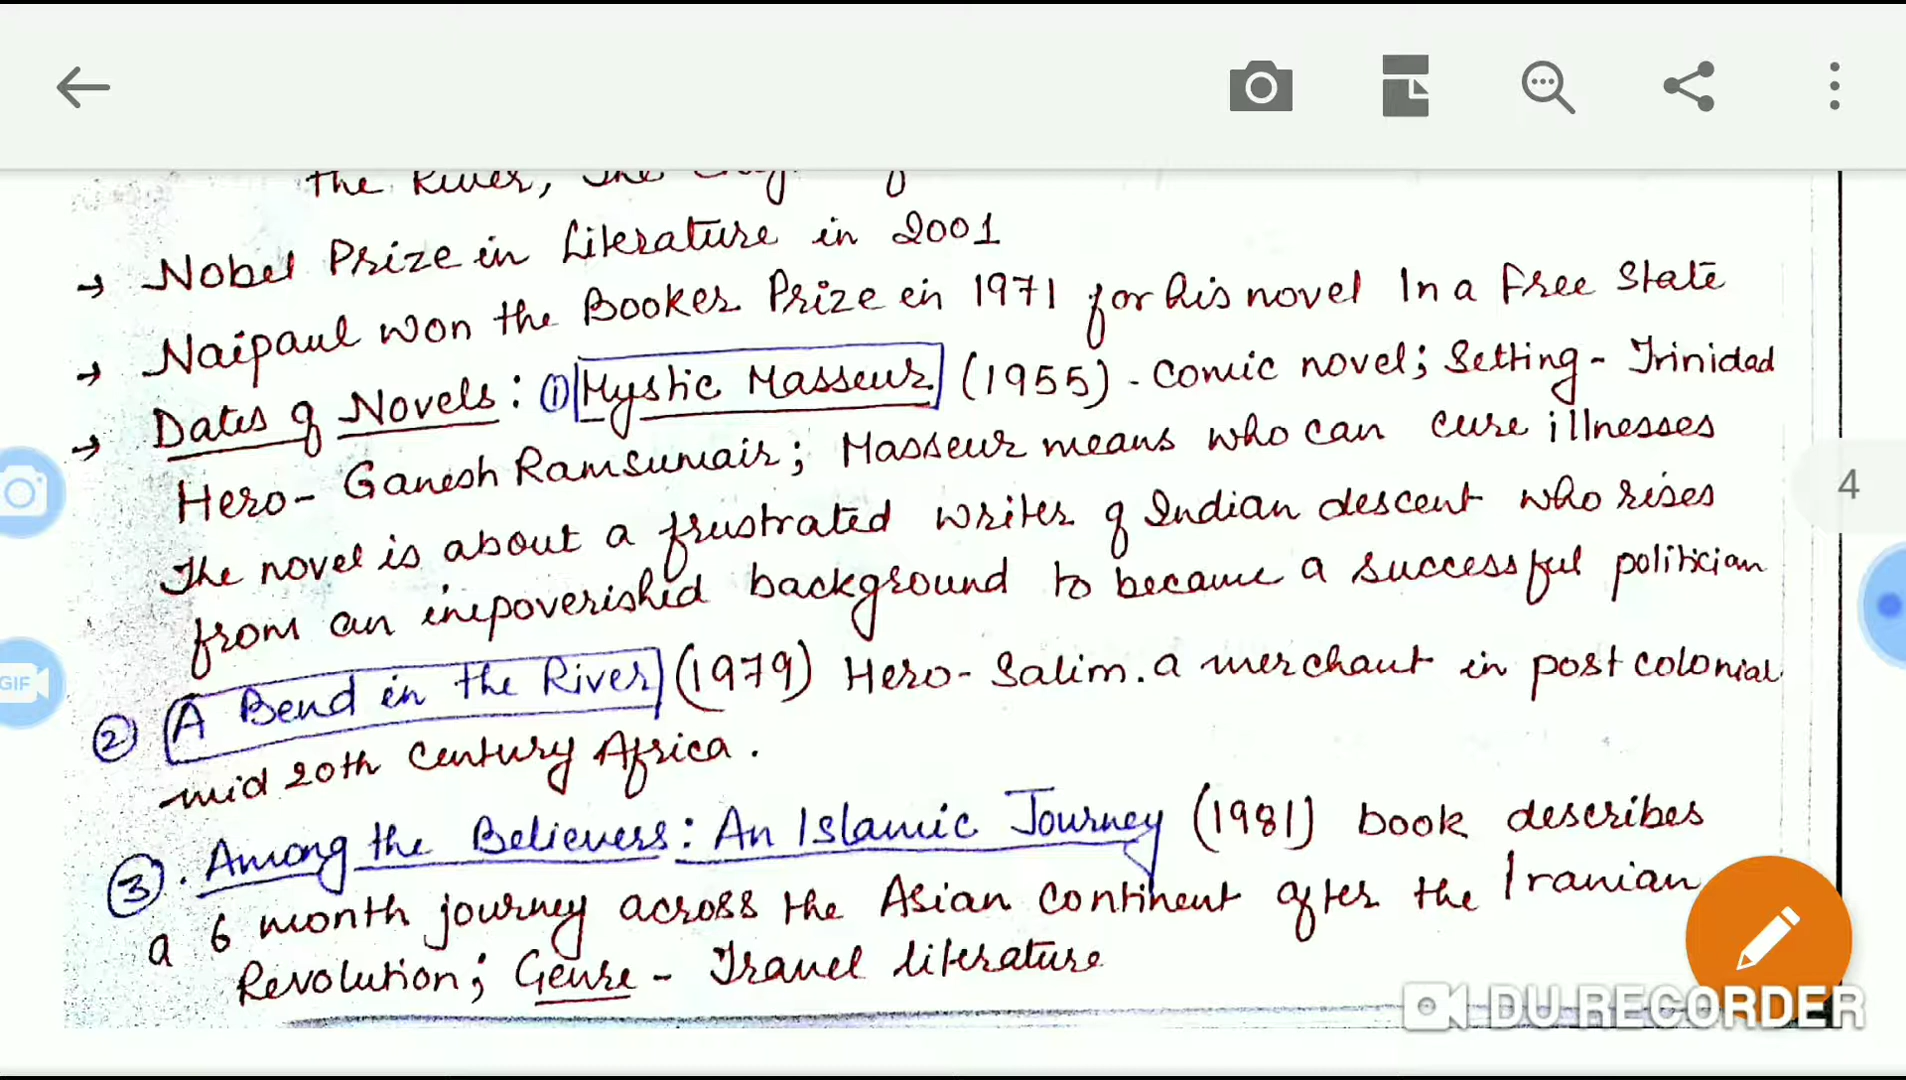 the River, The
→ Nobel Prize in Literature in 2001
→ Naipaul won the Booker Prize in 1971 for his novel In a Free State
→ Dates of Novels: ① Mystic Masseur (1955) - Comic novel; Setting - Trinidad
Hero - Ganesh Ramsumair; Masseur means who can cure illnesses
The novel is about a frustrated writer of Indian descent who rises
from an impoverished background to became a successful politician
② A Bend in the River (1979) Hero - Salim. a merchant in post colonial
mid 20th Century Africa.
③. Among the Believers: An Islamic Journey (1981) book describes
a 6 month journey across the Asian Continent after the Iranian
Revolution; Genre - Travel literature
4
GIF
DU RECORDER